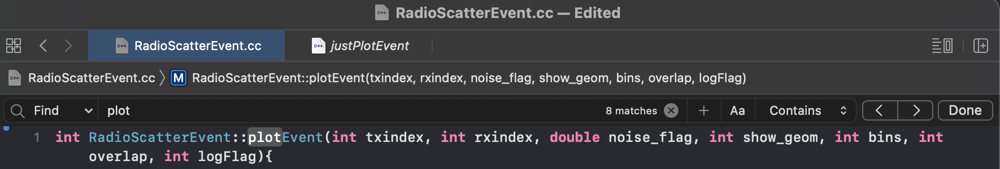 RadioScatterEvent.cc — Edited
RadioScatterEvent.cc justPlotEvent
RadioScatterEvent.cc M RadioScatterEvent::plotEvent(txindex, rxindex, noise_flag, show_geom, bins, overlap, logFlag)
Find plot 8 matches Aa Contains Done
1 int RadioScatterEvent::plotEvent(int txindex, int rxindex, double noise_flag, int show_geom, int bins, int
overlap, int logFlag){